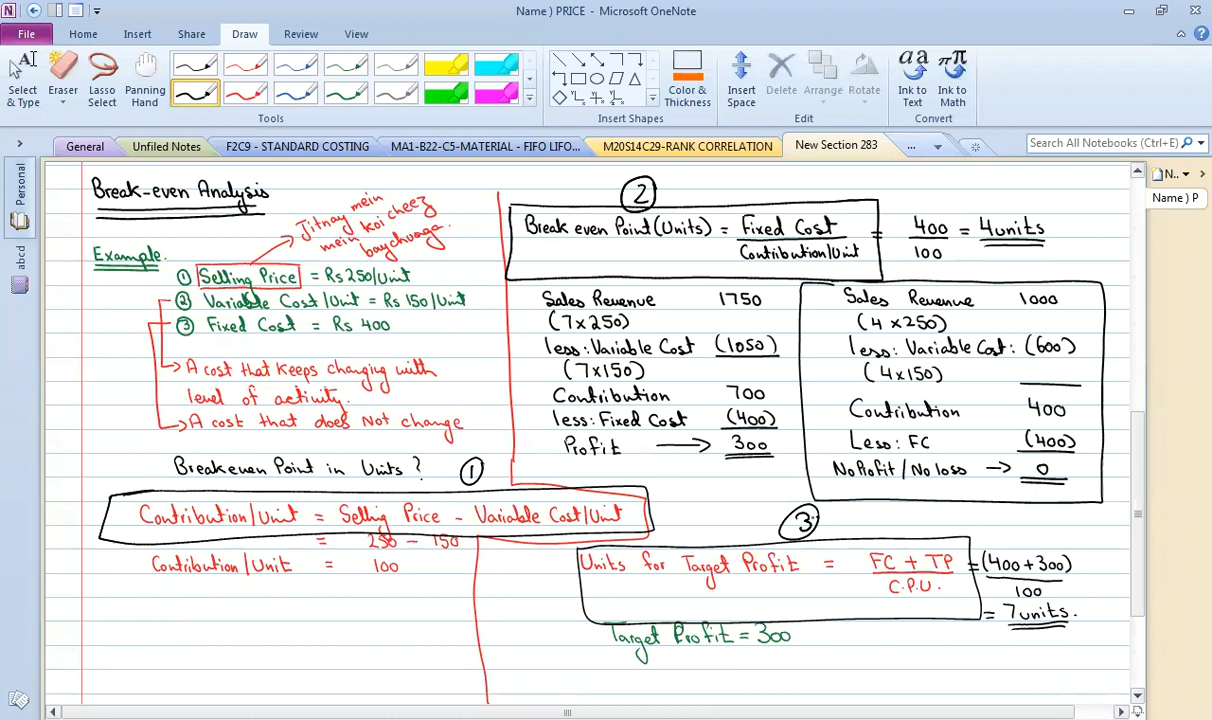 Name ) PRICE - Microsoft OneNote
File Home Insert Share Draw Review View
Select & Type
Eraser
Lasso Select
Panning Hand
Color & Thickness
Insert Space
Delete
Arrange
Rotate
Ink to Text
Ink to Math
Tools Insert Shapes Edit Convert
General Unfiled Notes F2C9 - STANDARD COSTING MA1-B22-C5-MATERIAL - FIFO LIFO... M20S14C29-RANK CORRELATION New Section 283 ... Search All Notebooks (Ctrl+E)
Personal
abcd
N..
Name ) P
Break-even Analysis
Jitnay mein
mein koi cheez
baychunga.
Example.
① Selling Price = Rs 250/Unit
② Variable Cost/Unit = Rs 150/Unit
③ Fixed Cost = Rs 400
A cost that keeps changing with
level of activity.
A cost that does Not change
Breakeven Point in Units?
①
Contribution/Unit = Selling Price - Variable Cost/Unit
= 250 - 150
Contribution/Unit = 100
②
Break even Point (Units) = Fixed Cost = 400 = 4units
Contribution/Unit 100
Sales Revenue 1750
(7x250)
less: Variable Cost (1050)
(7x150)
Contribution 700
less: Fixed Cost (400)
Profit → 300
Sales Revenue 1000
(4 x250)
less: Variable Cost: (600)
(4x150)
Contribution 400
Less: FC (400)
No Profit / No loss → 0
③
Units for Target Profit = FC + TP = (400+300)
C.P.U. 100
= 7units.
Target Profit = 300